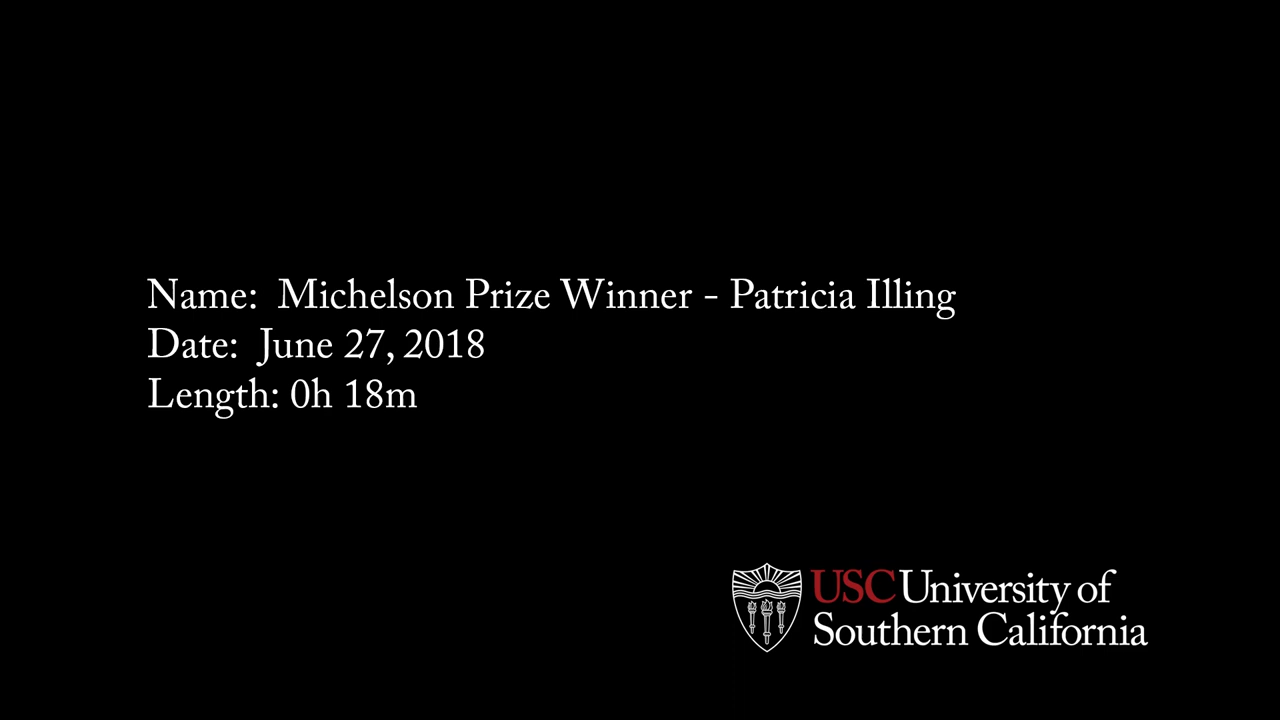 Name:  Michelson Prize Winner - Patricia Illing
Date:  June 27, 2018
Length: 0h 18m
USC University of
Southern California